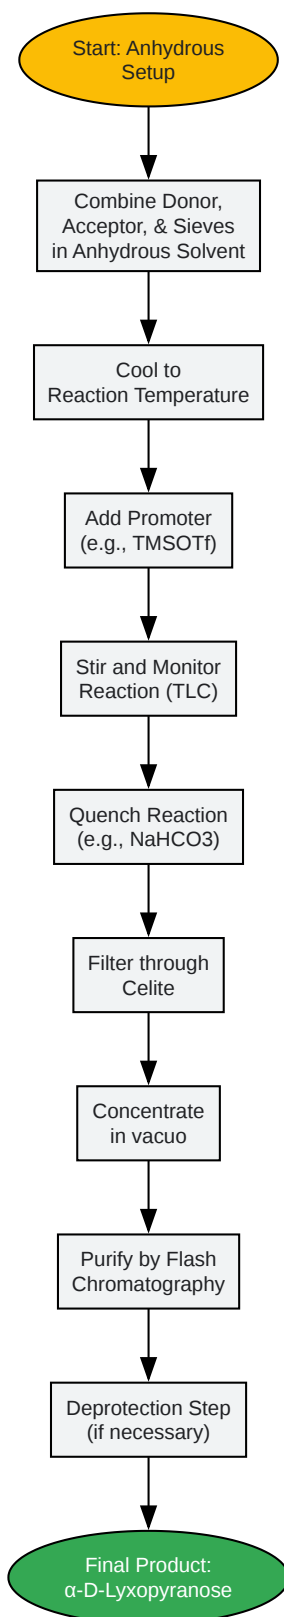 Start: Anhydrous
Setup
Combine Donor,
Acceptor, & Sieves
in Anhydrous Solvent
Cool to
Reaction Temperature
Add Promoter
(e.g., TMSOTf)
Stir and Monitor
Reaction (TLC)
Quench Reaction
(e.g., NaHCO3)
Filter through
Celite
Concentrate
in vacuo
Purify by Flash
Chromatography
Deprotection Step
(if necessary)
Final Product:
α-D-Lyxopyranose